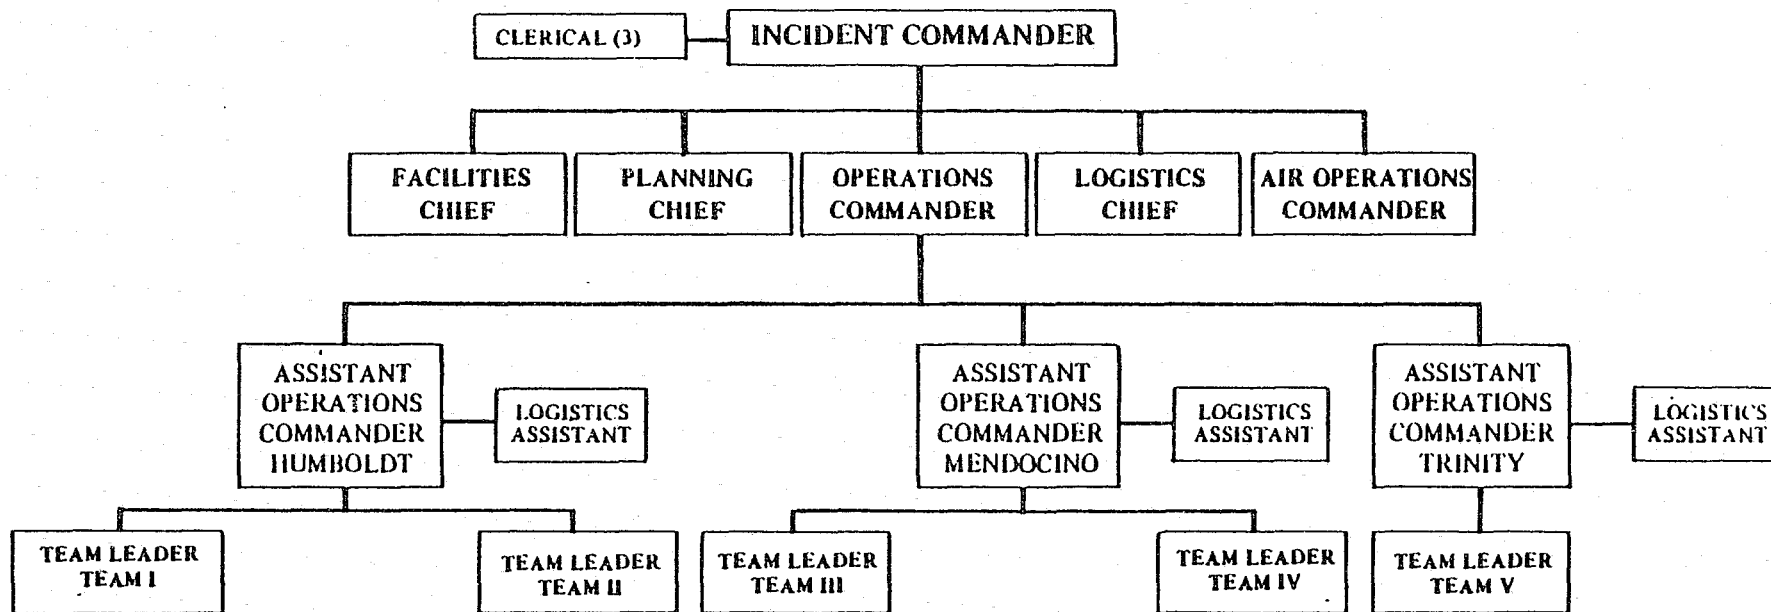 CLERICAL (3)
INCIDENT COMMANDER
FACILITIES
CHIEF
PLANNING
CHIEF
OPERATIONS
COMMANDER
LOGISTICS
CHIEF
AIR OPERATIONS
COMMANDER
ASSISTANT
OPERATIONS
COMMANDER
HUMBOLDT
LOGISTICS
ASSISTANT
ASSISTANT
OPERATIONS
COMMANDER
MENDOCINO
LOGISTICS
ASSISTANT
ASSISTANT
OPERATIONS
COMMANDER
TRINITY
LOGISTICS
ASSISTANT
TEAM LEADER
TEAM I
TEAM LEADER
TEAM II
TEAM LEADER
TEAM III
TEAM LEADER
TEAM IV
TEAM LEADER
TEAM V